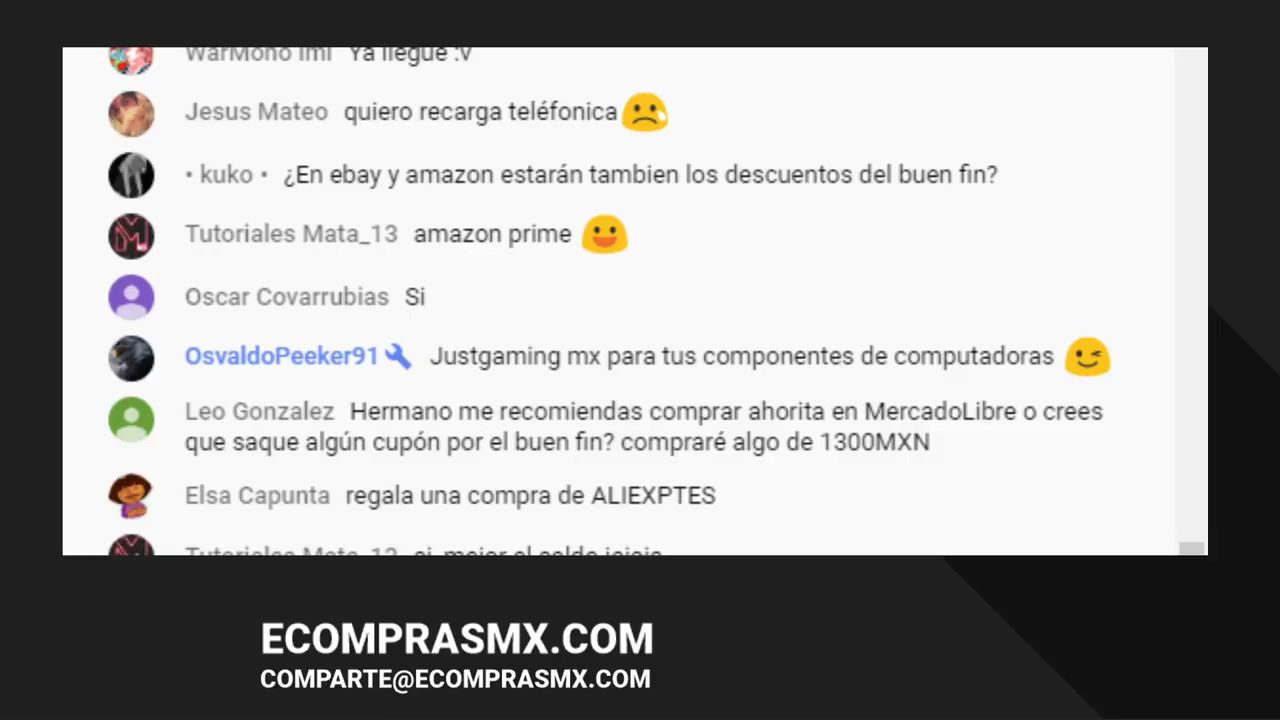 WarMono Imi Ya llegue :v
Jesus Mateo quiero recarga teléfonica
• kuko • ¿En ebay y amazon estarán tambien los descuentos del buen fin?
Tutoriales Mata_13 amazon prime
Oscar Covarrubias Si
OsvaldoPeeker91 Justgaming mx para tus componentes de computadoras
Leo Gonzalez Hermano me recomiendas comprar ahorita en MercadoLibre o crees
que saque algún cupón por el buen fin? compraré algo de 1300MXN
Elsa Capunta regala una compra de ALIEXPTES
Tutoriales Mata_13 si, mejor el saldo
ECOMPRASMX.COM
COMPARTE@ECOMPRASMX.COM